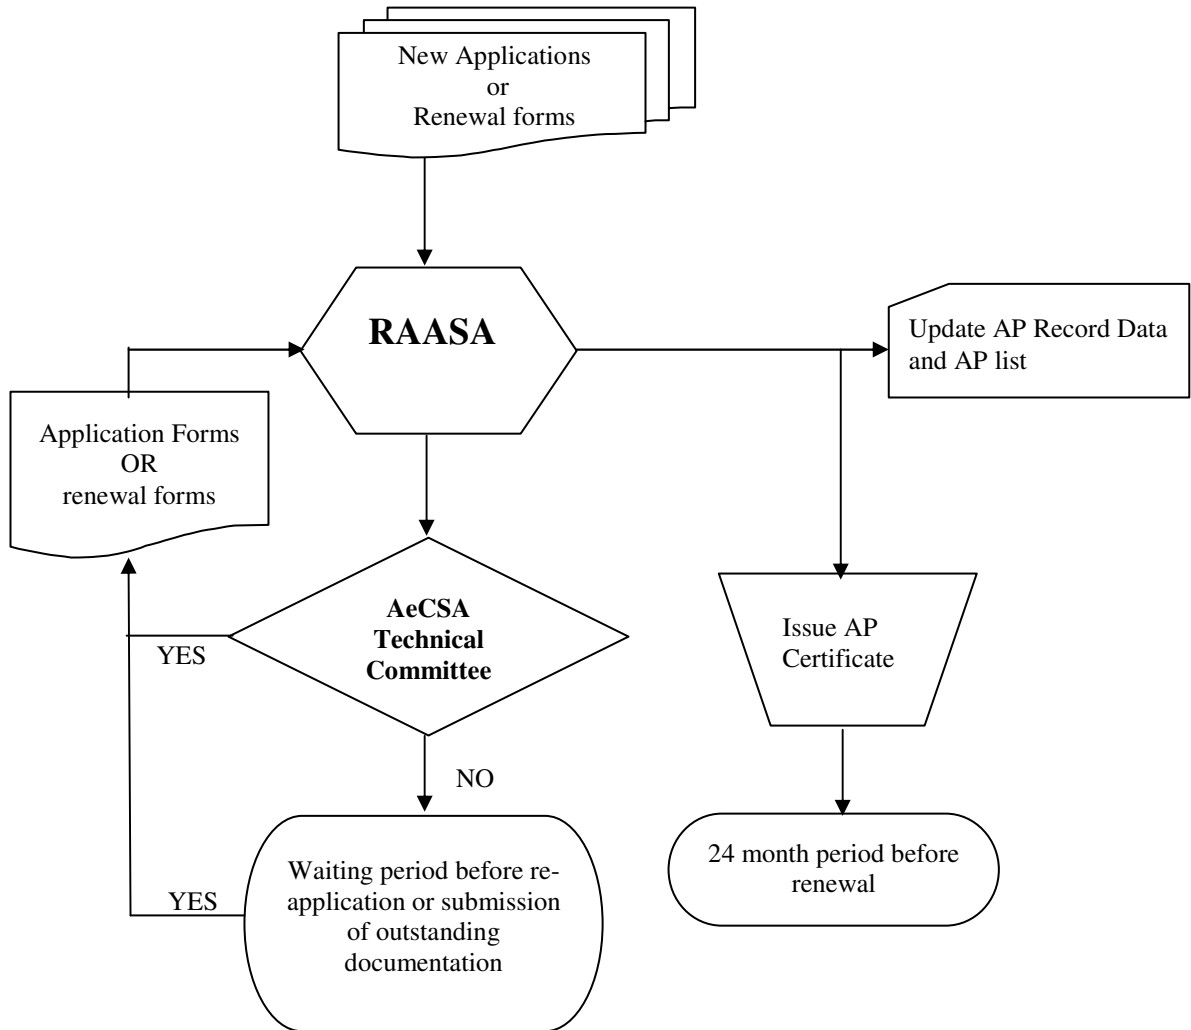 New Applications
or
Renewal forms
RAASA
Update AP Record Data
and AP list
Application Forms
OR
renewal forms
AeCSA
Technical
Committee
YES
Issue AP
Certificate
NO
Waiting period before re-
application or submission
of outstanding
documentation
YES
24 month period before
renewal